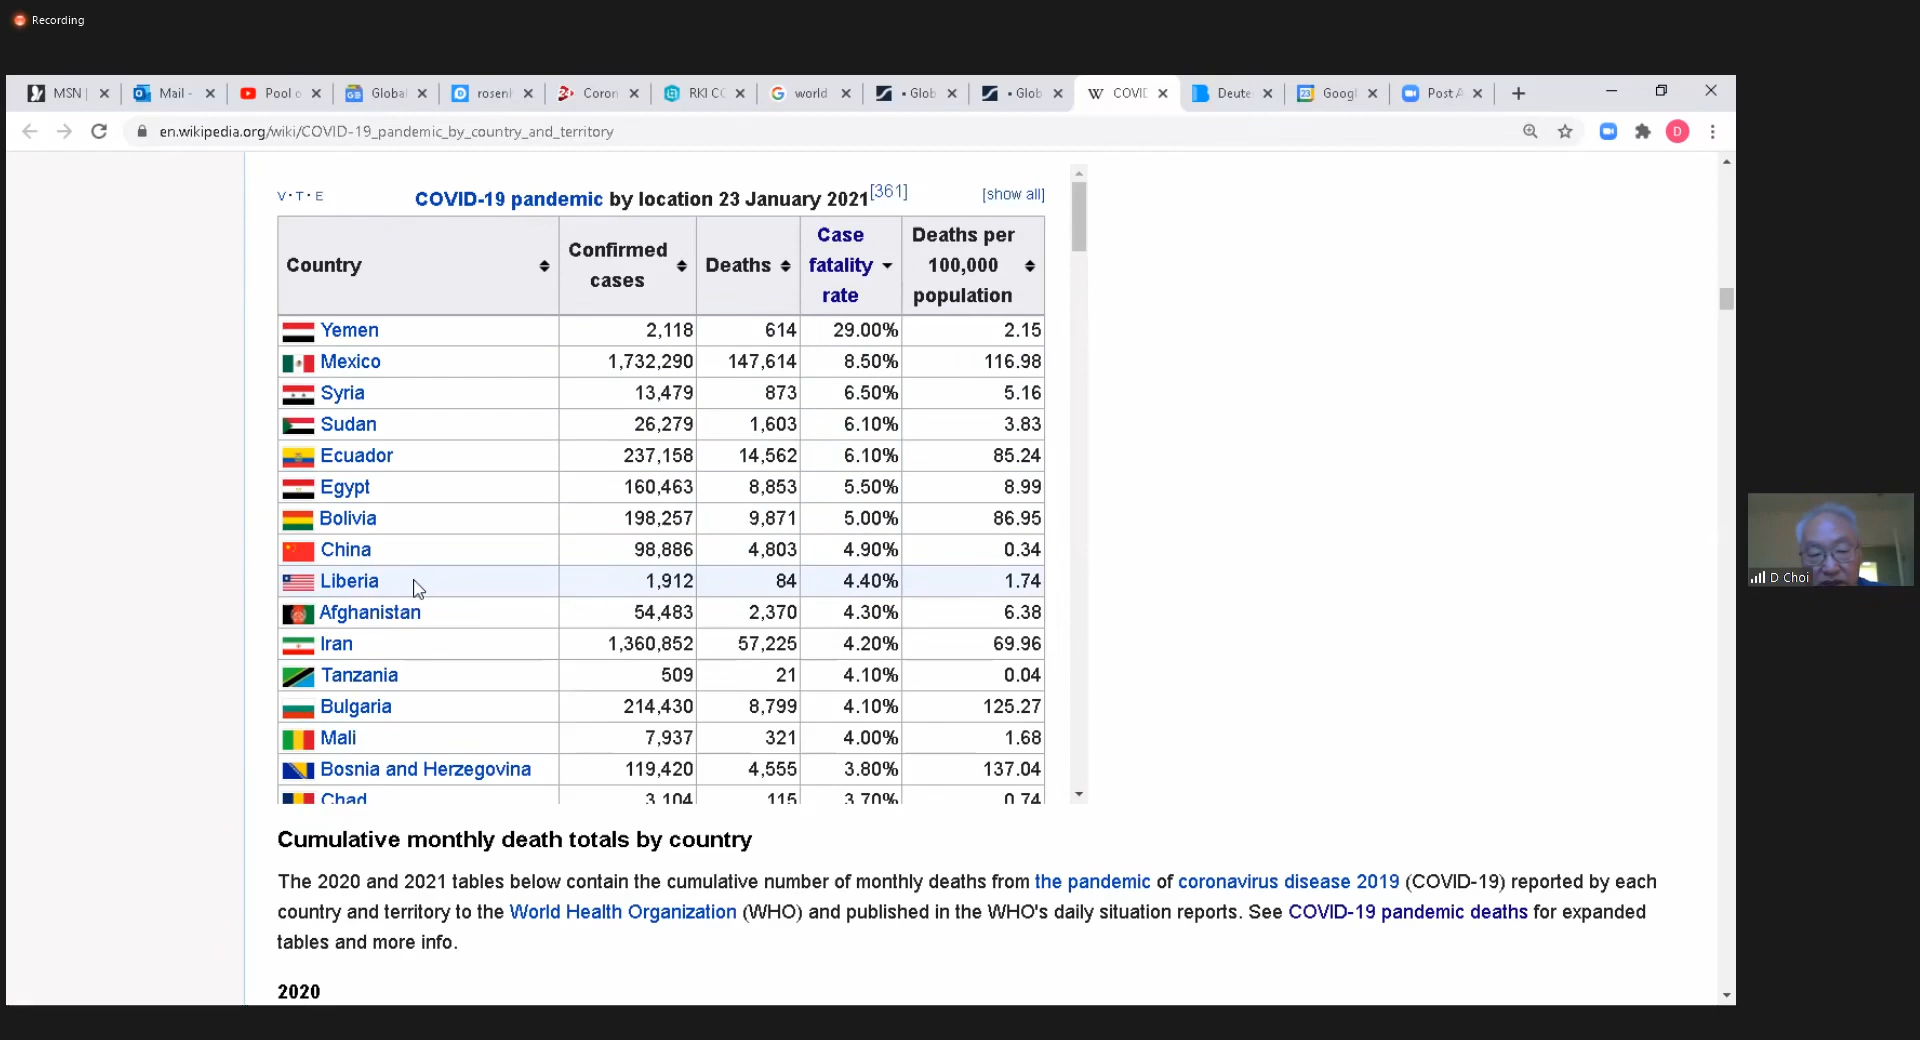 Recording
MSN
Mail -
Pool o
Global
rosenl
Coron
RKI CC
world
• Glob
• Glob
COVID
Deute
Googl
Post A
en.wikipedia.org/wiki/COVID-19_pandemic_by_country_and_territory
D
V·T·E COVID-19 pandemic by location 23 January 2021[361] [show all]
Country Confirmed cases Deaths Case fatality rate Deaths per 100,000 population
Yemen 2,118 614 29.00% 2.15
Mexico 1,732,290 147,614 8.50% 116.98
Syria 13,479 873 6.50% 5.16
Sudan 26,279 1,603 6.10% 3.83
Ecuador 237,158 14,562 6.10% 85.24
Egypt 160,463 8,853 5.50% 8.99
Bolivia 198,257 9,871 5.00% 86.95
China 98,886 4,803 4.90% 0.34
Liberia 1,912 84 4.40% 1.74
Afghanistan 54,483 2,370 4.30% 6.38
Iran 1,360,852 57,225 4.20% 69.96
Tanzania 509 21 4.10% 0.04
Bulgaria 214,430 8,799 4.10% 125.27
Mali 7,937 321 4.00% 1.68
Bosnia and Herzegovina 119,420 4,555 3.80% 137.04
Chad 3,104 115 3.70% 0.74
Cumulative monthly death totals by country
The 2020 and 2021 tables below contain the cumulative number of monthly deaths from the pandemic of coronavirus disease 2019 (COVID-19) reported by each
country and territory to the World Health Organization (WHO) and published in the WHO's daily situation reports. See COVID-19 pandemic deaths for expanded
tables and more info.
2020
D Choi